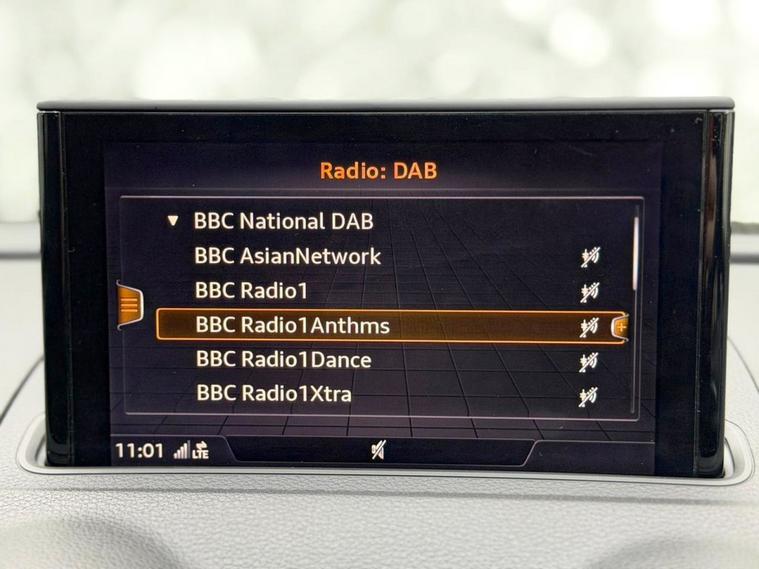 Radio: DAB
BBC National DAB
BBC AsianNetwork
BBC Radio1
BBC Radio1Anthms
BBC Radio1Dance
BBC Radio1Xtra
11:01 LTE